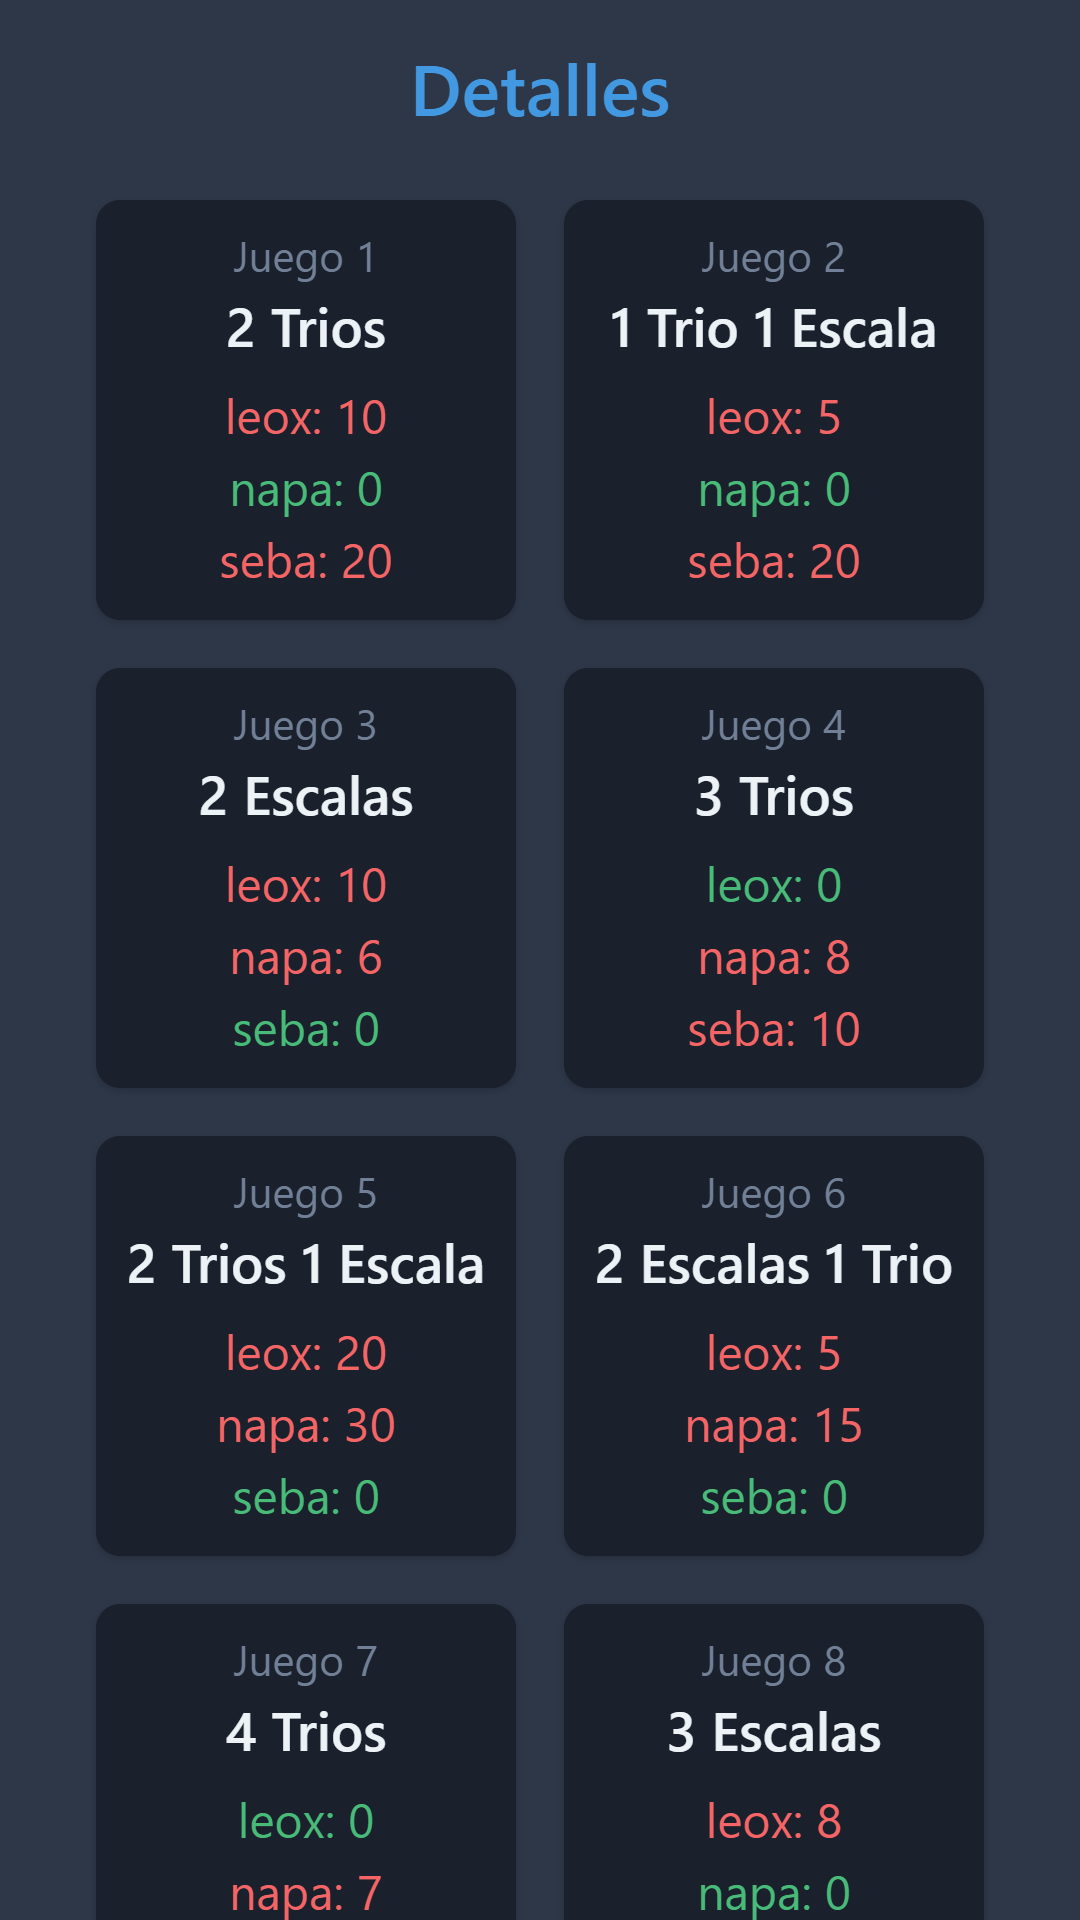 Detalles
Juego 1
2 Trios
leox: 10
napa: 0
seba: 20
Juego 2
1 Trio 1 Escala
leox: 5
napa: 0
seba: 20
Juego 3
2 Escalas
leox: 10
napa: 6
seba: 0
Juego 4
3 Trios
leox: 0
napa: 8
seba: 10
Juego 5
2 Trios 1 Escala
leox: 20
napa: 30
seba: 0
Juego 6
2 Escalas 1 Trio
leox: 5
napa: 15
seba: 0
Juego 7
4 Trios
leox: 0
napa: 7
Juego 8
3 Escalas
leox: 8
napa: 0